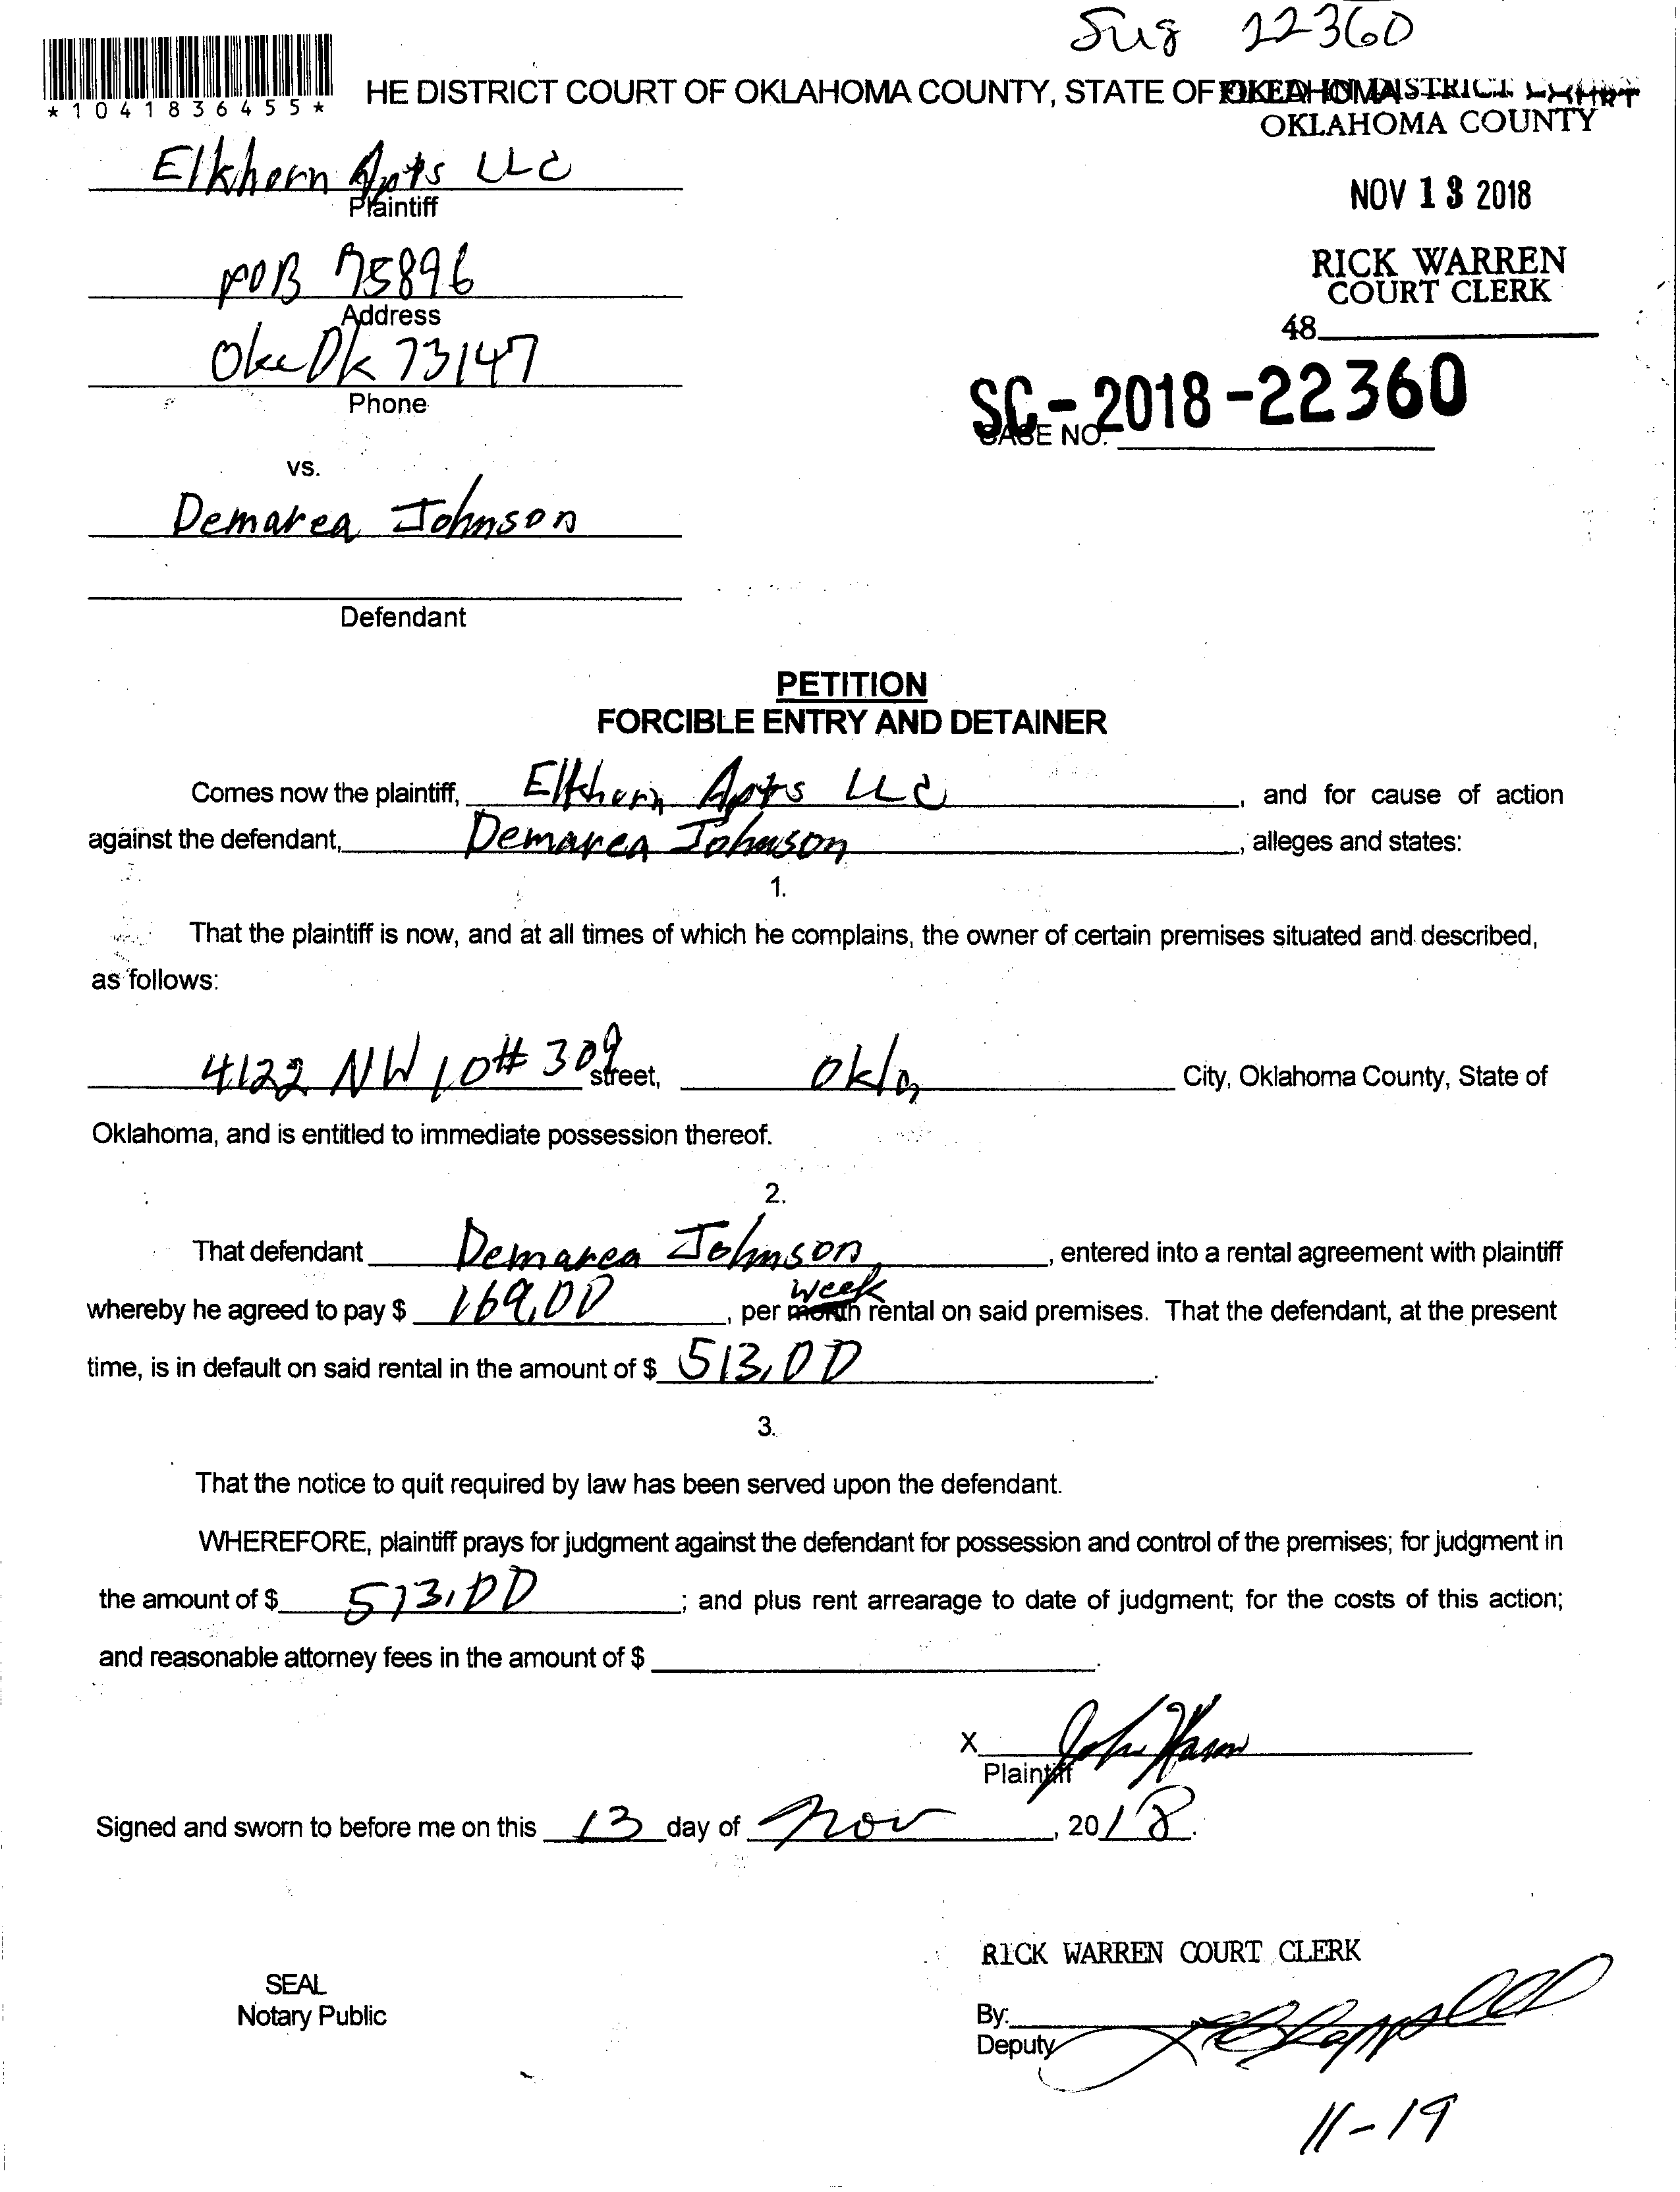 22360
*1041836455*
HE DISTRICT COURT OF OKLAHOMA COUNTY, STATE OF OKLAHOMA
DISTRICT COURT
OKLAHOMA COUNTY
Elkhorn Apts LLC
Plaintiff
NOV 13 2018
POB 75896
Address
RICK WARREN
COURT CLERK
48
Ok 73147
Phone
SC-2018-22360
CASE NO.
vs.
Demarea Johnson
Defendant
PETITION
FORCIBLE ENTRY AND DETAINER
Comes now the plaintiff, Elkhorn Apts LLC, and for cause of action
against the defendant, Demarea Johnson, alleges and states:
1.
That the plaintiff is now, and at all times of which he complains, the owner of certain premises situated and described,
as follows:
4122 NW 10 # 309 street, Okla City, Oklahoma County, State of
Oklahoma, and is entitled to immediate possession thereof.
2.
That defendant Demarea Johnson, entered into a rental agreement with plaintiff
whereby he agreed to pay $ 169.00, per month week rental on said premises. That the defendant, at the present
time, is in default on said rental in the amount of $ 513.00.
3.
That the notice to quit required by law has been served upon the defendant.
WHEREFORE, plaintiff prays for judgment against the defendant for possession and control of the premises; for judgment in
the amount of $ 513.00; and plus rent arrearage to date of judgment; for the costs of this action;
and reasonable attorney fees in the amount of $ .
X John
Plaintiff
Signed and sworn to before me on this 13 day of Nov, 2018.
RICK WARREN COURT CLERK
SEAL
Notary Public
By:
Deputy
11-19